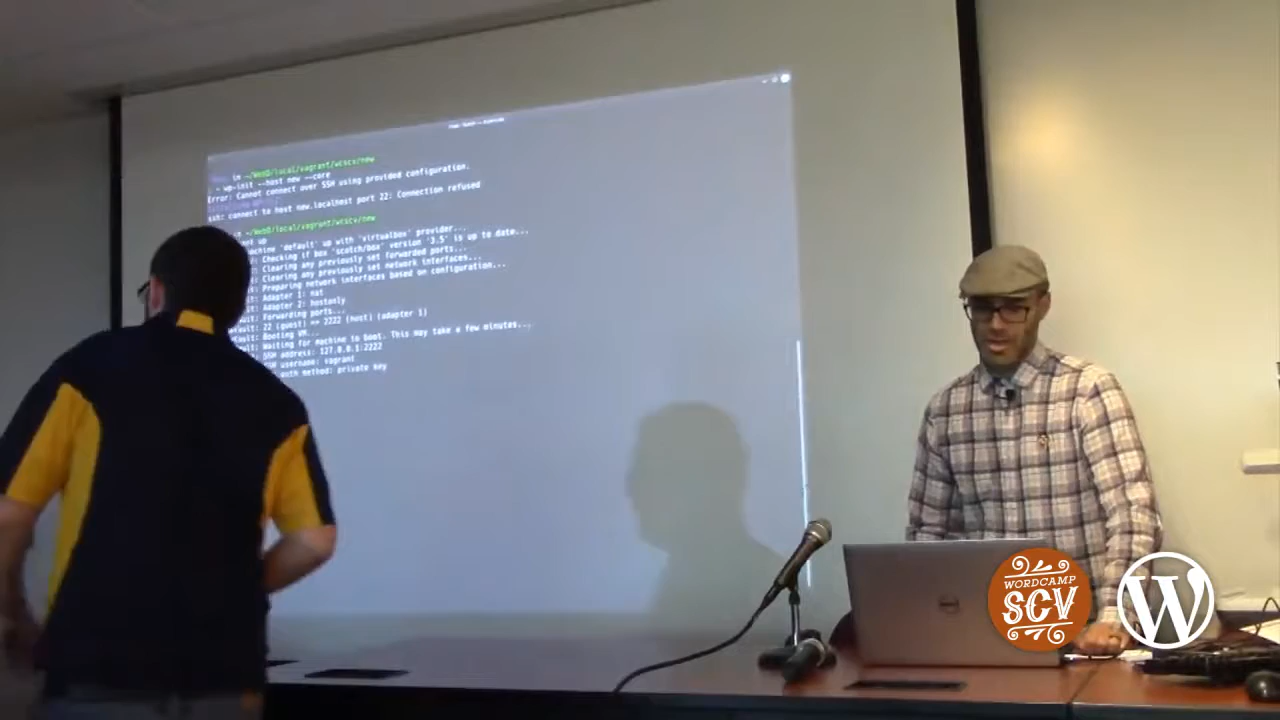 in ~/WebD/local/vagrant/wcscv/new
wp-init --host new --core
Error: Cannot connect over SSH using provided configuration.
ssh: connect to host new.localhost port 22: Connection refused
~/WebD/local/vagrant/wcscv/new
up
machine 'default' up with 'virtualbox' provider...
Checking if box 'scotch/box' version '3.5' is up to date...
Clearing any previously set forwarded ports...
Clearing any previously set network interfaces...
Preparing network interfaces based on configuration...
Adapter 1: nat
Adapter 2: hostonly
Forwarding ports...
22 (guest) => 2222 (host) (adapter 1)
Booting VM...
Waiting for machine to boot. This may take a few minutes...
SSH address: 127.0.0.1:2222
SSH username: vagrant
auth method: private key
WORDCAMP
SCV
W